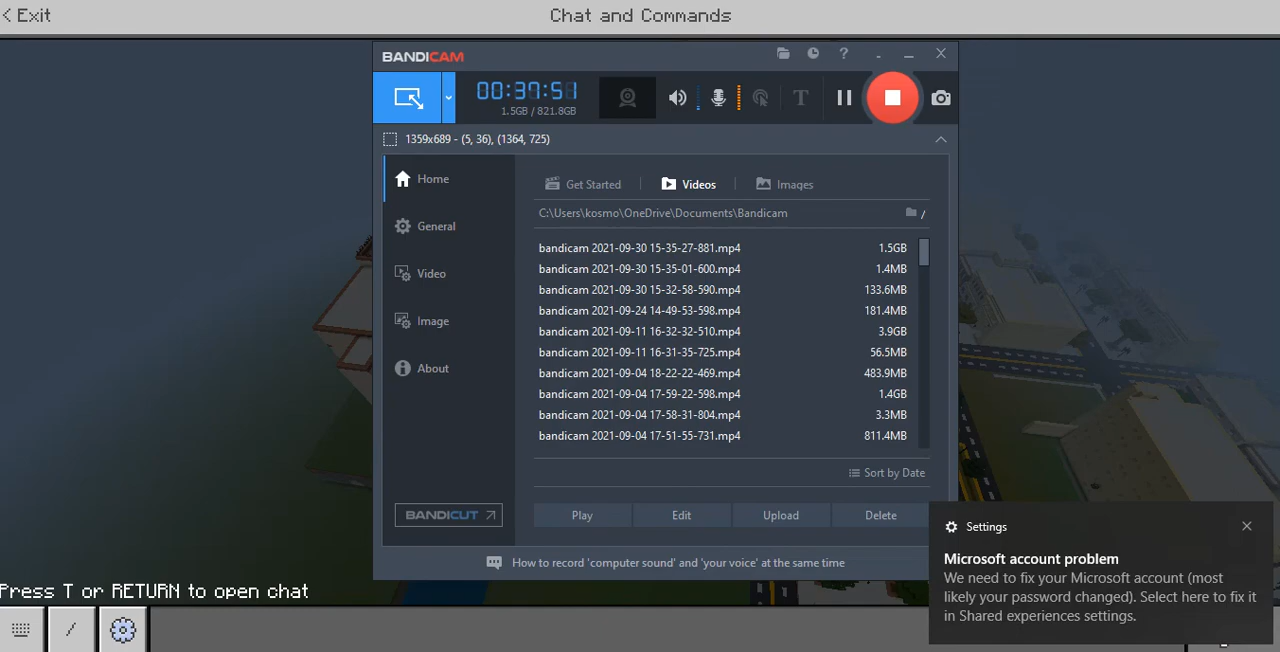 < Exit
Chat and Commands
BANDICAM
00:37:51
1.5GB / 821.8GB
T
1359x689 - (5, 36), (1364, 725)
Home
General
Video
Image
About
BANDICUT
Get Started
Videos
Images
C:\Users\kosmo\OneDrive\Documents\Bandicam
bandicam 2021-09-30 15-35-27-881.mp4 1.5GB
bandicam 2021-09-30 15-35-01-600.mp4 1.4MB
bandicam 2021-09-30 15-32-58-590.mp4 133.6MB
bandicam 2021-09-24 14-49-53-598.mp4 181.4MB
bandicam 2021-09-11 16-32-32-510.mp4 3.9GB
bandicam 2021-09-11 16-31-35-725.mp4 56.5MB
bandicam 2021-09-04 18-22-22-469.mp4 483.9MB
bandicam 2021-09-04 17-59-22-598.mp4 1.4GB
bandicam 2021-09-04 17-58-31-804.mp4 3.3MB
bandicam 2021-09-04 17-51-55-731.mp4 811.4MB
Sort by Date
Play Edit Upload Delete
How to record 'computer sound' and 'your voice' at the same time
Settings
Microsoft account problem
We need to fix your Microsoft account (most
likely your password changed). Select here to fix it
in Shared experiences settings.
Press T or RETURN to open chat
/